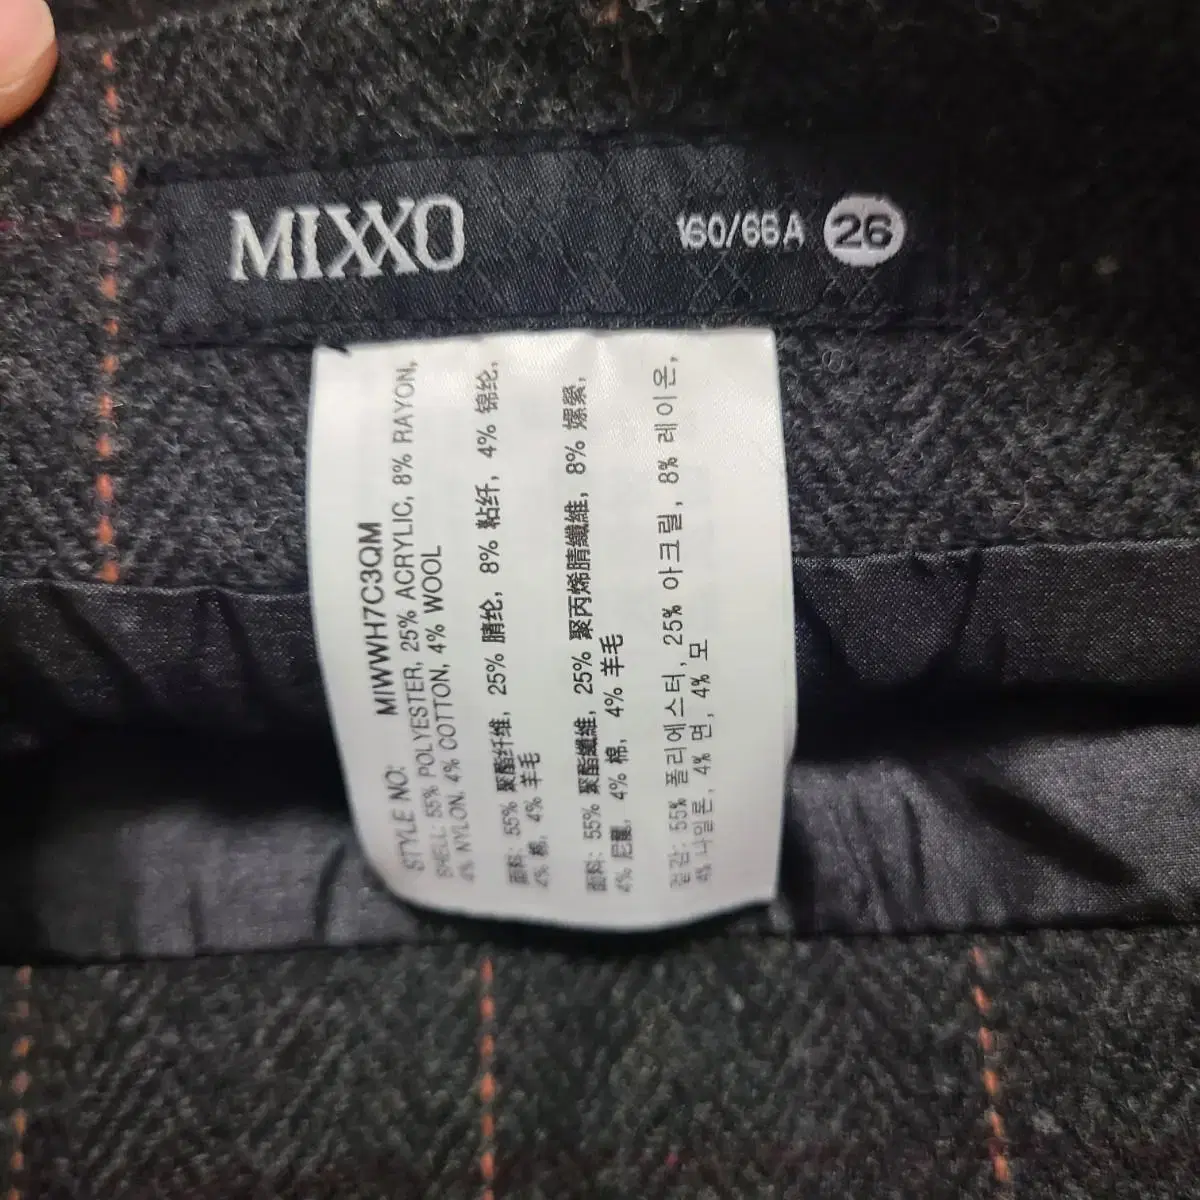 MIXXO
160/66A 26
STYLE NO: MIWWH7C3QM
SHELL: 55% POLYESTER, 25% ACRYLIC, 8% RAYON,
4% NYLON, 4% COTTON, 4% WOOL
面料: 55% 聚酯纤维, 25% 腈纶, 8% 粘纤, 4% 锦纶,
4% 棉, 4% 羊毛
面料: 55% 聚酯纖維, 25% 聚丙烯腈纖維, 8% 嫘縈,
4% 尼龍, 4% 棉, 4% 羊毛
겉감: 55% 폴리에스터, 25% 아크릴, 8% 레이온,
4% 나일론, 4% 면, 4% 모